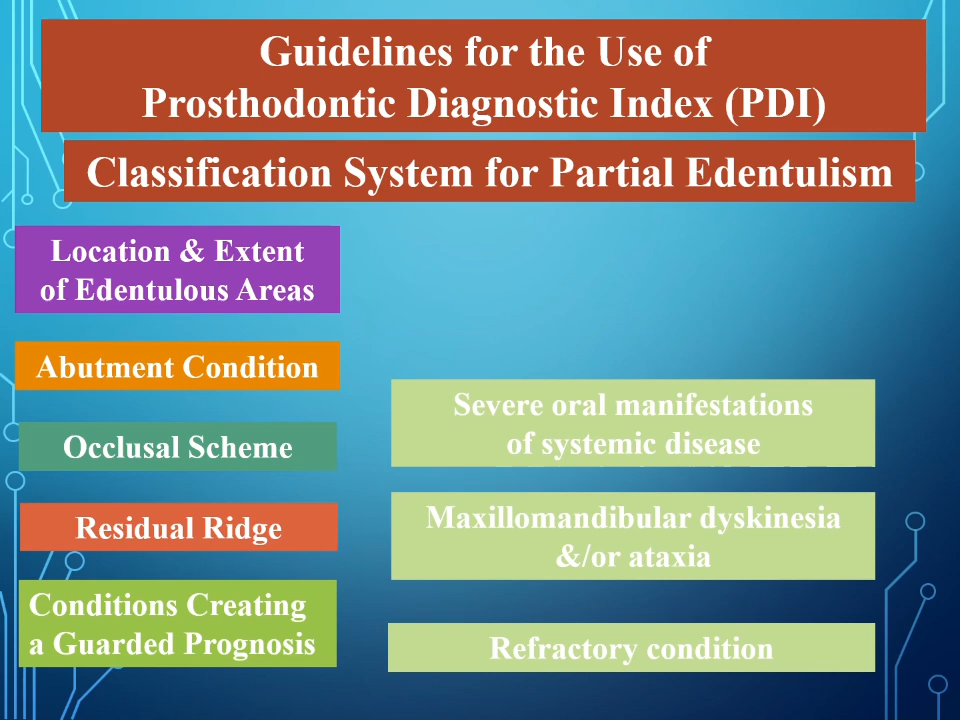 Guidelines for the Use of
Prosthodontic Diagnostic Index (PDI)
Classification System for Partial Edentulism
Location & Extent
of Edentulous Areas
Abutment Condition
Occlusal Scheme
Residual Ridge
Conditions Creating
a Guarded Prognosis
Severe oral manifestations
of systemic disease
Maxillomandibular dyskinesia
&/or ataxia
Refractory condition